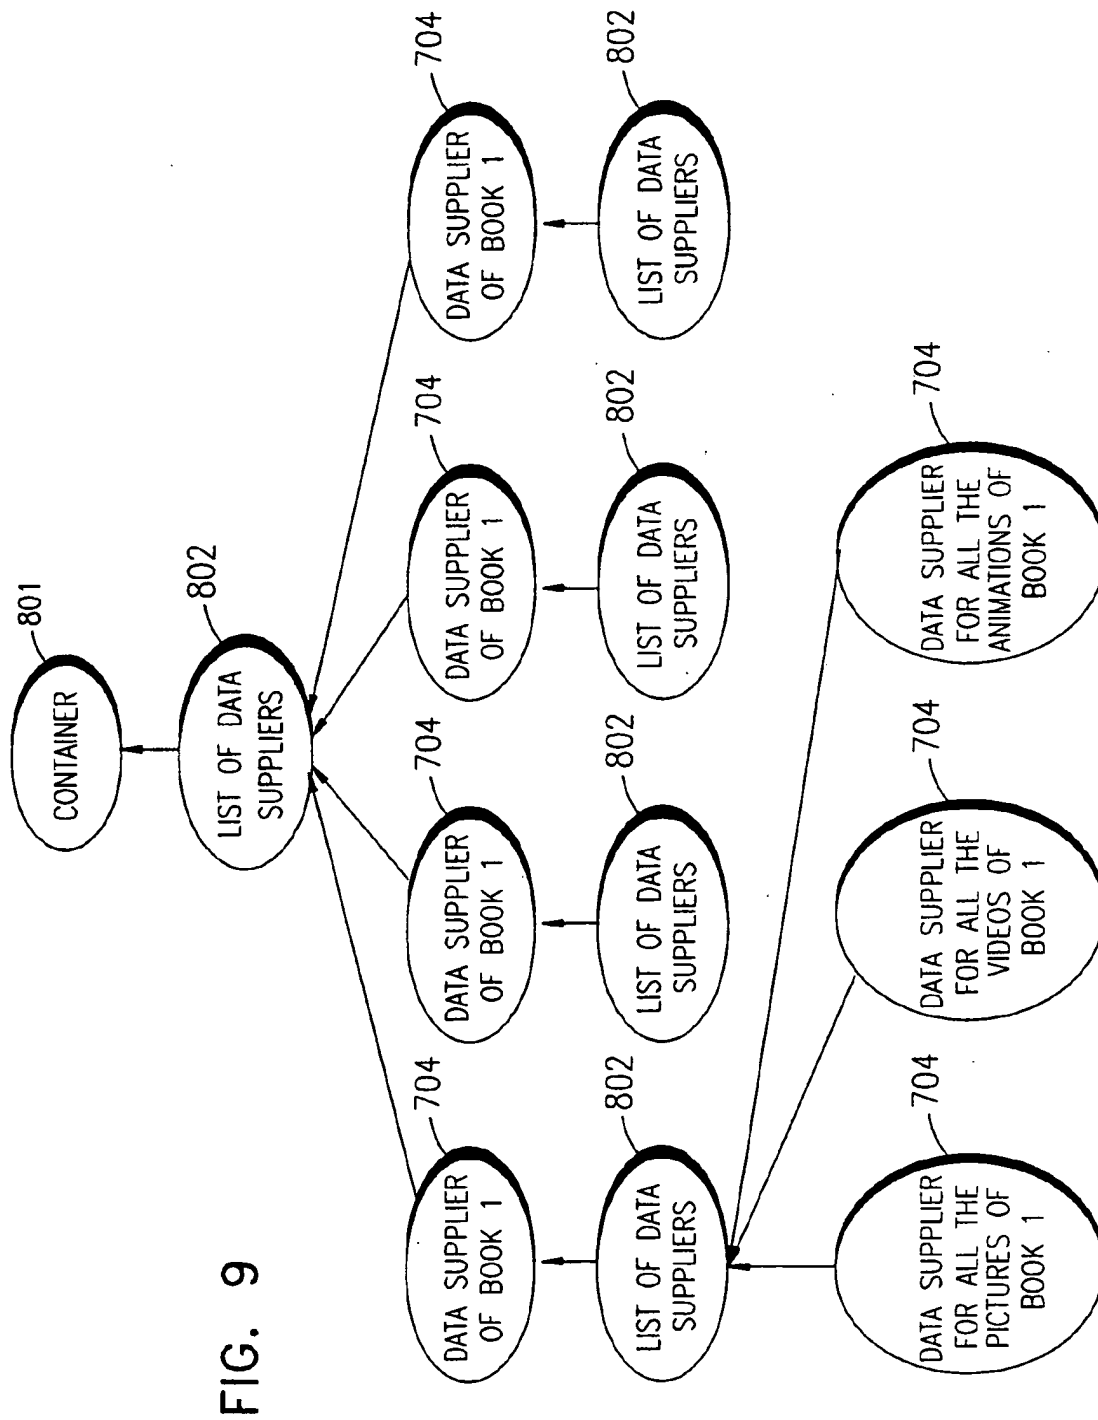 FIG. 9
801
CONTAINER
802
LIST OF DATA
SUPPLIERS
704
DATA SUPPLIER
OF BOOK 1
704
DATA SUPPLIER
OF BOOK 1
704
DATA SUPPLIER
OF BOOK 1
704
DATA SUPPLIER
OF BOOK 1
802
LIST OF DATA
SUPPLIERS
802
LIST OF DATA
SUPPLIERS
802
LIST OF DATA
SUPPLIERS
802
LIST OF DATA
SUPPLIERS
704
DATA SUPPLIER
FOR ALL THE
PICTURES OF
BOOK 1
704
DATA SUPPLIER
FOR ALL THE
VIDEOS OF
BOOK 1
704
DATA SUPPLIER
FOR ALL THE
ANIMATIONS OF
BOOK 1